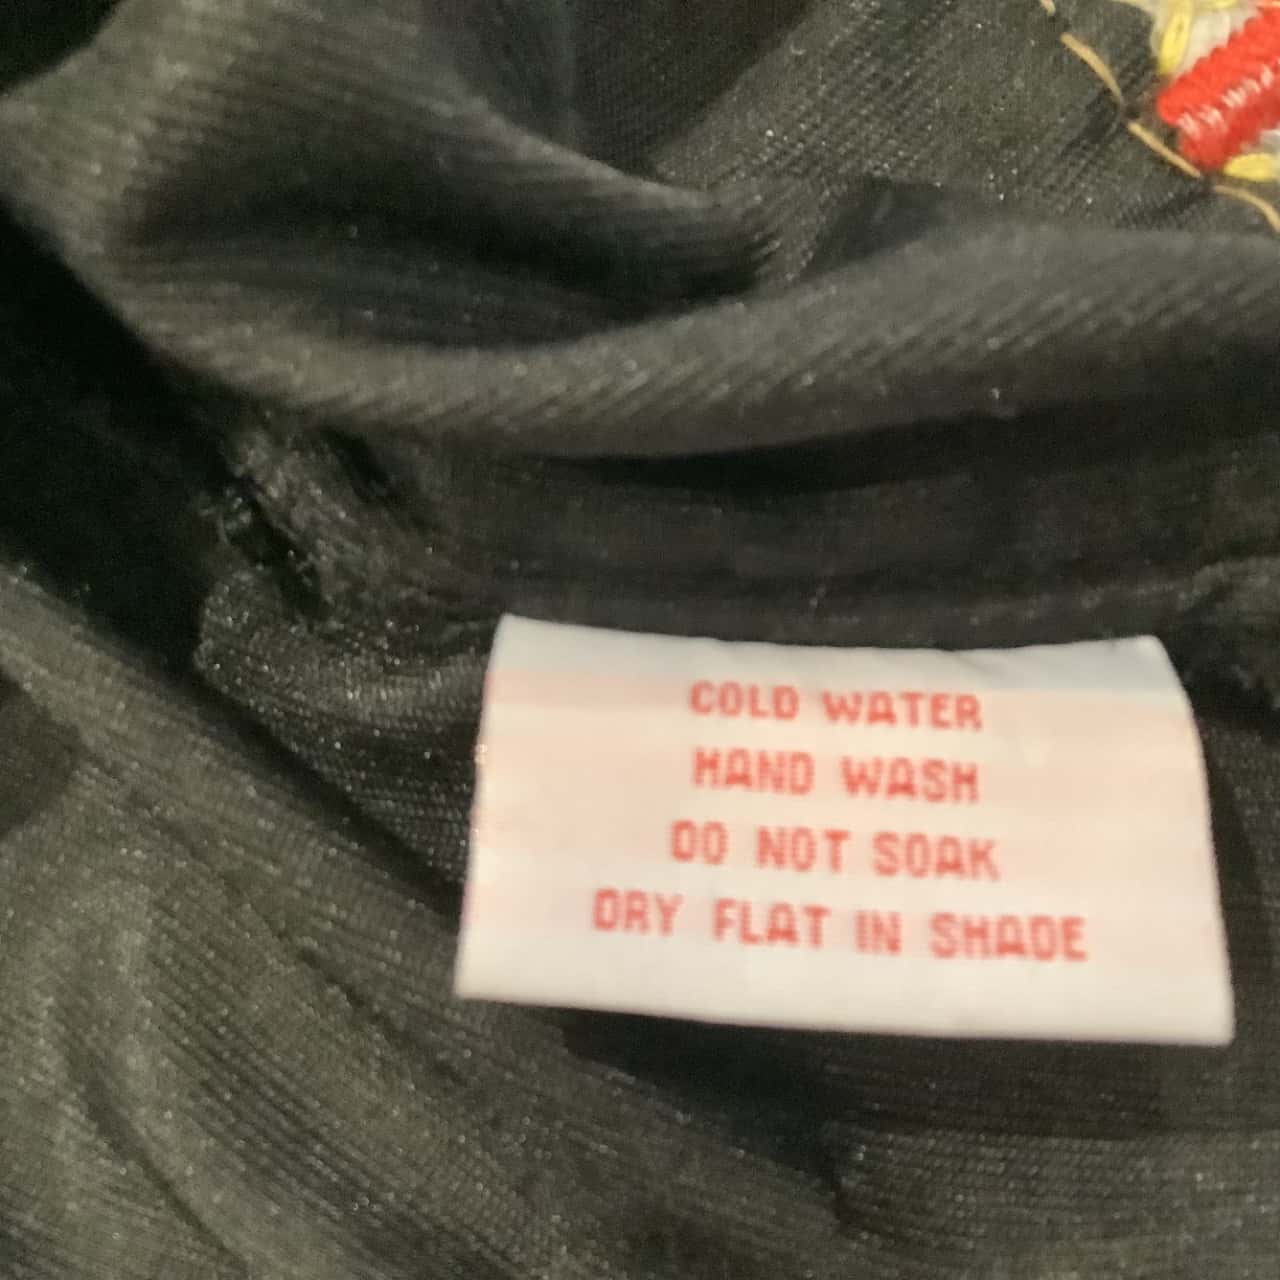 COLD WATER
HAND WASH
DO NOT SOAK
DRY FLAT IN SHADE